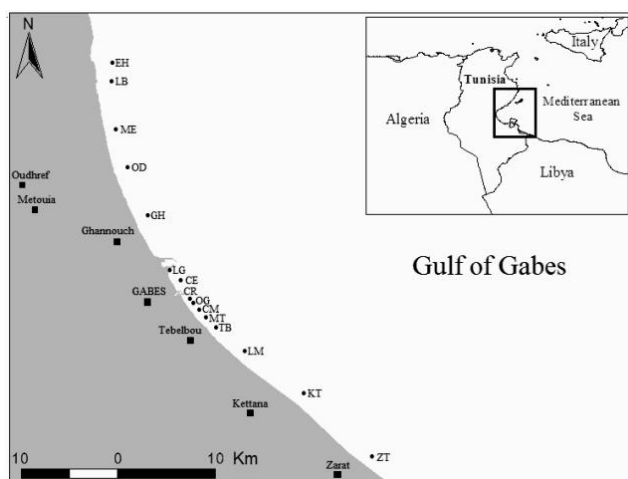 N
EH
LB
ME
OD
Oudhref
Metouia
GH
Ghannouch
LG
CE
CR
OG
GABES
CM
MT
TB
Tebelbou
LM
KT
Kettana
ZT
Zarat
10 0 10 Km
Italy
Tunisia
Mediterranean
Sea
Algeria
Libya
Gulf of Gabes